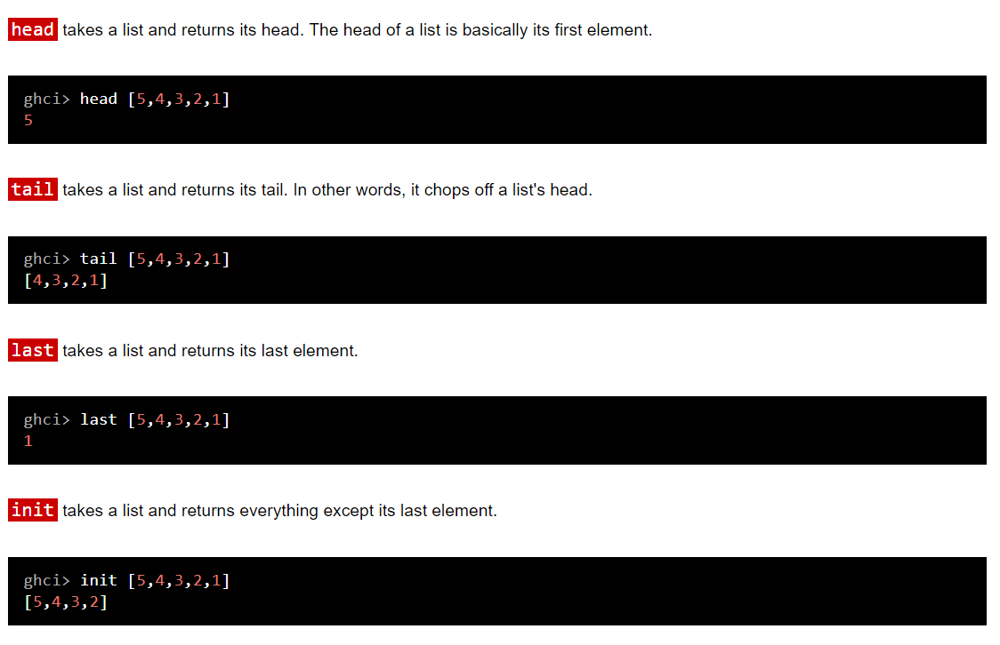 head takes a list and returns its head. The head of a list is basically its first element.
ghci> head [5,4,3,2,1]
5
tail takes a list and returns its tail. In other words, it chops off a list's head.
ghci> tail [5,4,3,2,1]
[4,3,2,1]
last takes a list and returns its last element.
ghci> last [5,4,3,2,1]
1
init takes a list and returns everything except its last element.
ghci> init [5,4,3,2,1]
[5,4,3,2]